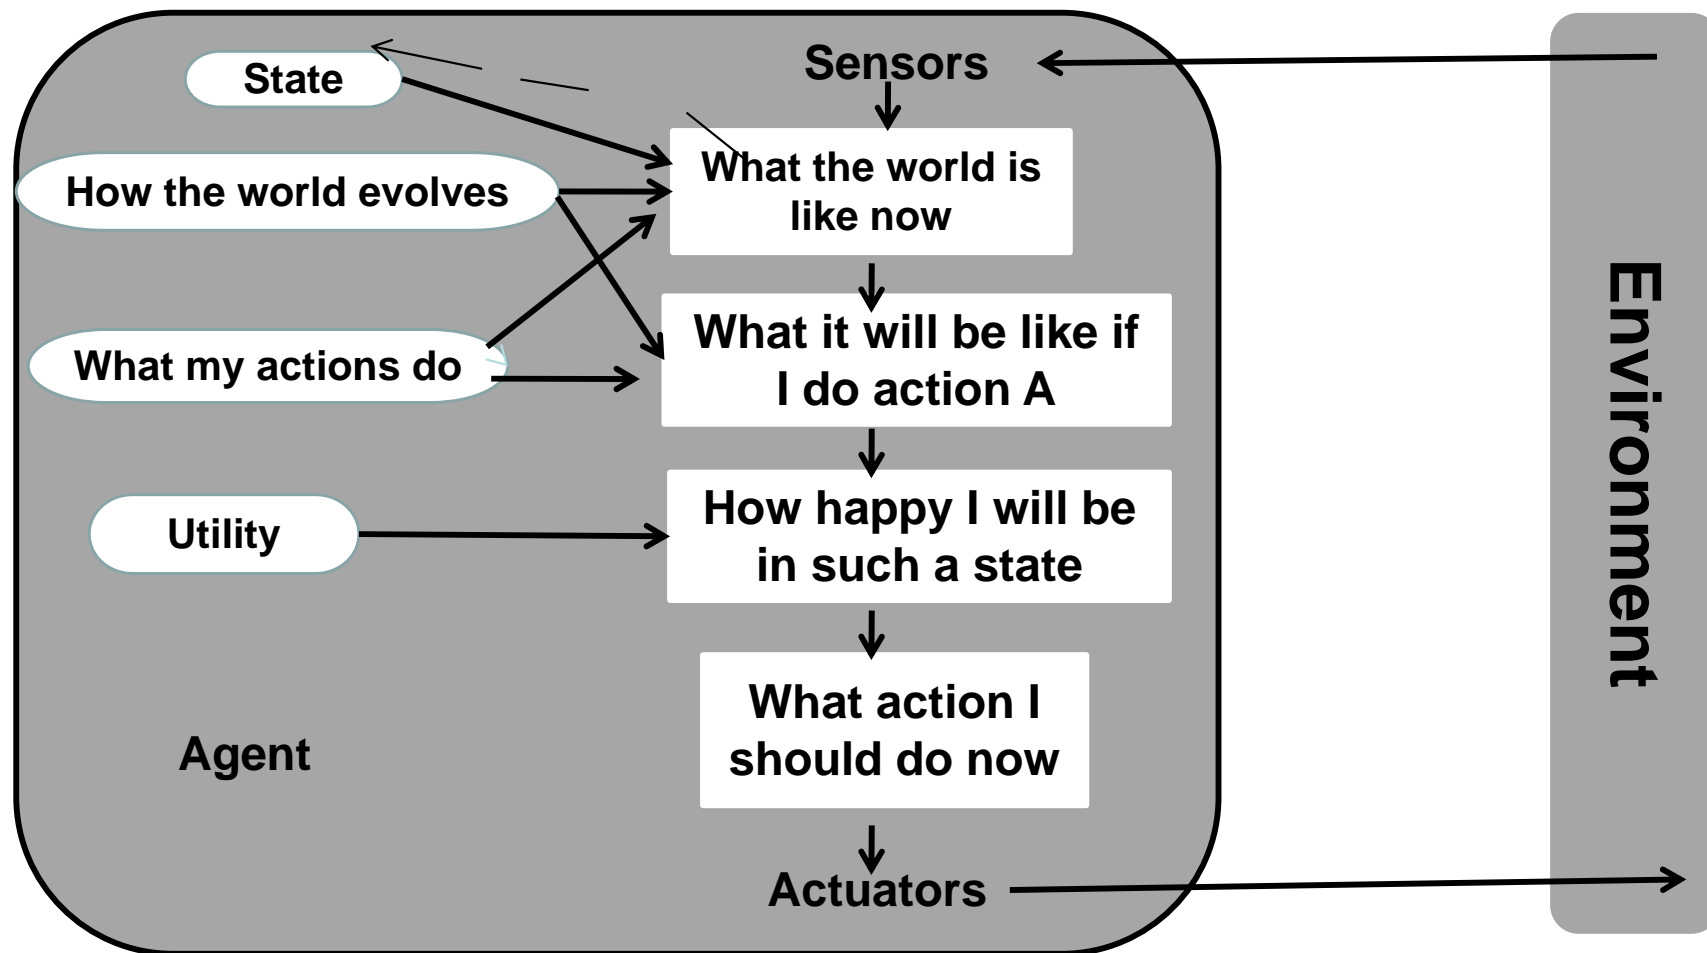 State
Sensors
How the world evolves
What the world is
like now
What my actions do
What it will be like if
I do action A
Utility
How happy I will be
in such a state
Agent
What action I
should do now
Actuators
Environment